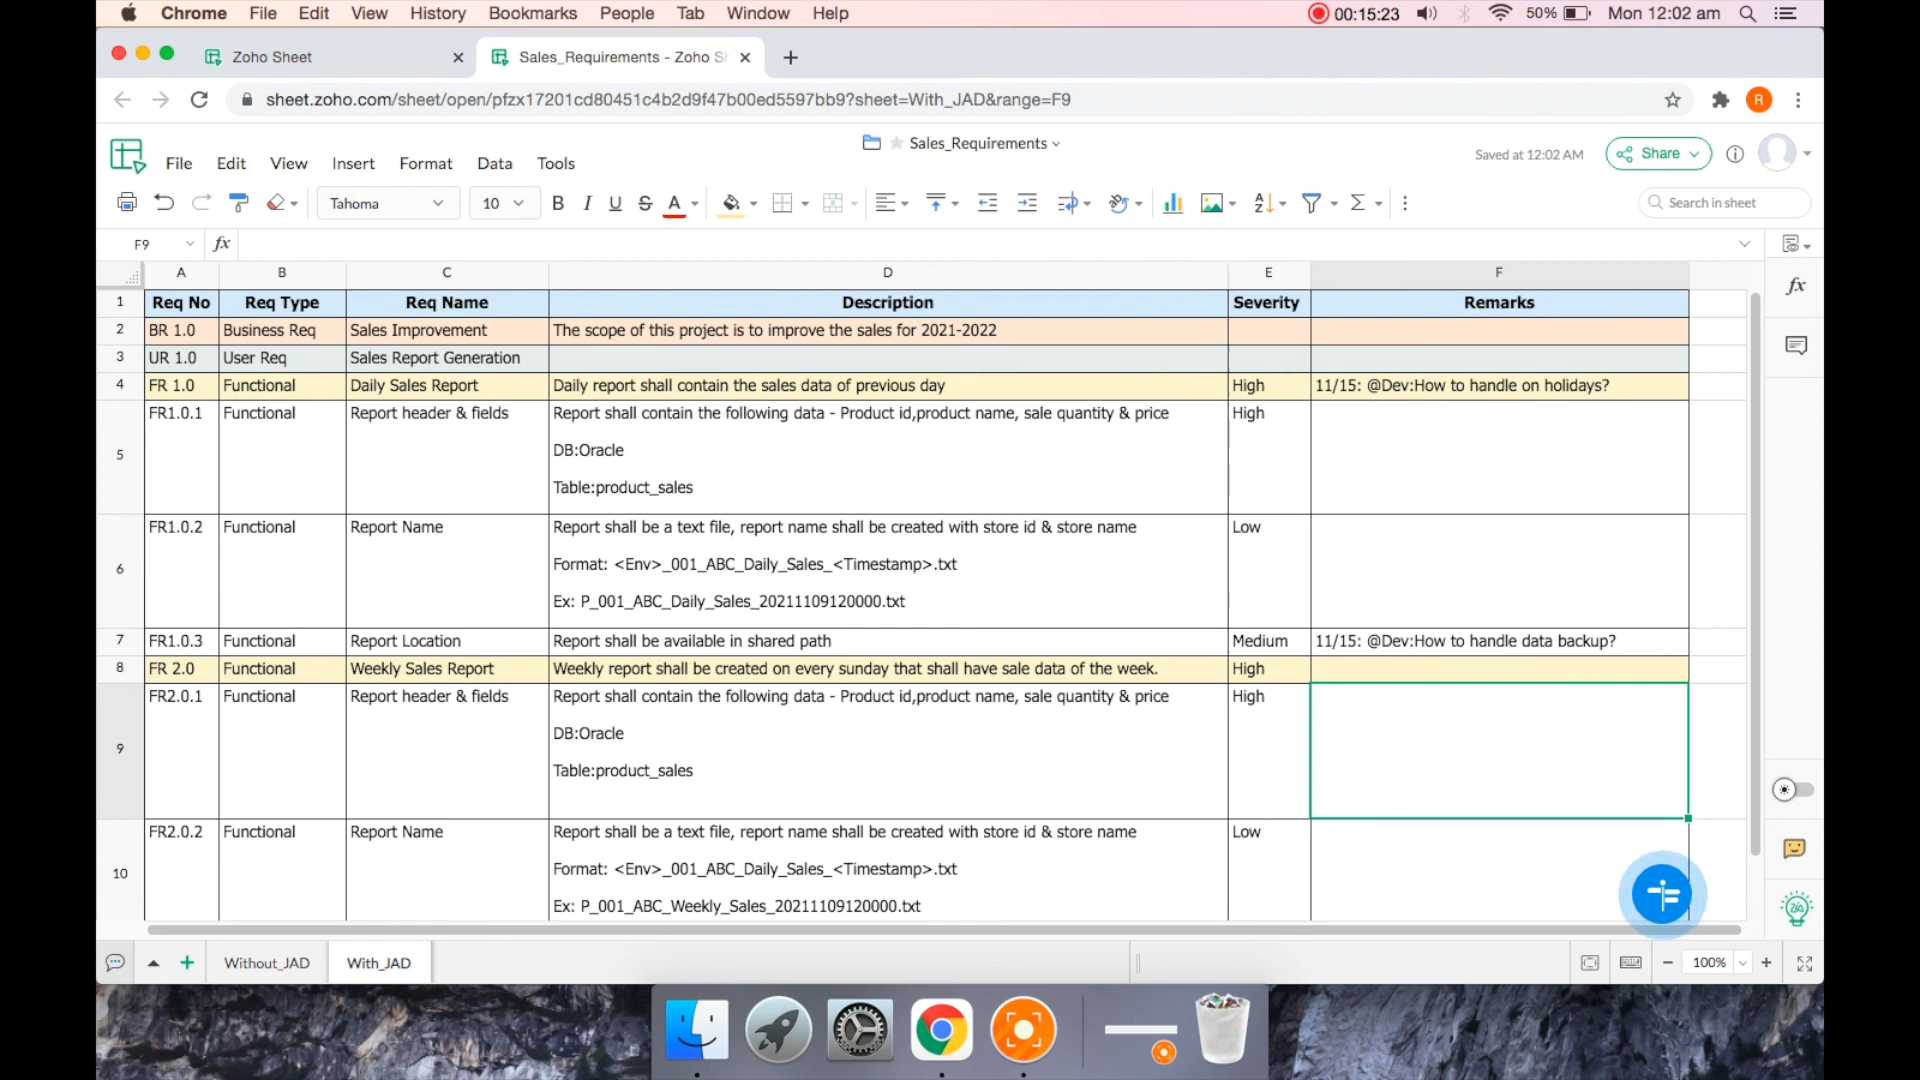 Chrome File Edit View History Bookmarks People Tab Window Help 00:15:23 50% Mon 12:02 am
Zoho Sheet Sales_Requirements - Zoho S
sheet.zoho.com/sheet/open/pfzx17201cd80451c4b2d9f47b00ed5597bb9?sheet=With_JAD&range=F9 R
Sales_Requirements
File Edit View Insert Format Data Tools Saved at 12:02 AM Share
Tahoma 10 B I U S A Search in sheet
F9 fx
A B C D E F
1 Req No Req Type Req Name Description Severity Remarks
2 BR 1.0 Business Req Sales Improvement The scope of this project is to improve the sales for 2021-2022
3 UR 1.0 User Req Sales Report Generation
4 FR 1.0 Functional Daily Sales Report Daily report shall contain the sales data of previous day High 11/15: @Dev:How to handle on holidays?
FR1.0.1 Functional Report header & fields Report shall contain the following data - Product id,product name, sale quantity & price High
5 DB:Oracle
Table:product_sales
FR1.0.2 Functional Report Name Report shall be a text file, report name shall be created with store id & store name Low
6 Format: <Env>_001_ABC_Daily_Sales_<Timestamp>.txt
Ex: P_001_ABC_Daily_Sales_20211109120000.txt
7 FR1.0.3 Functional Report Location Report shall be available in shared path Medium 11/15: @Dev:How to handle data backup?
8 FR 2.0 Functional Weekly Sales Report Weekly report shall be created on every sunday that shall have sale data of the week. High
FR2.0.1 Functional Report header & fields Report shall contain the following data - Product id,product name, sale quantity & price High
9 DB:Oracle
Table:product_sales
FR2.0.2 Functional Report Name Report shall be a text file, report name shall be created with store id & store name Low
10 Format: <Env>_001_ABC_Daily_Sales_<Timestamp>.txt
Ex: P_001_ABC_Weekly_Sales_20211109120000.txt
Without_JAD With_JAD 100%